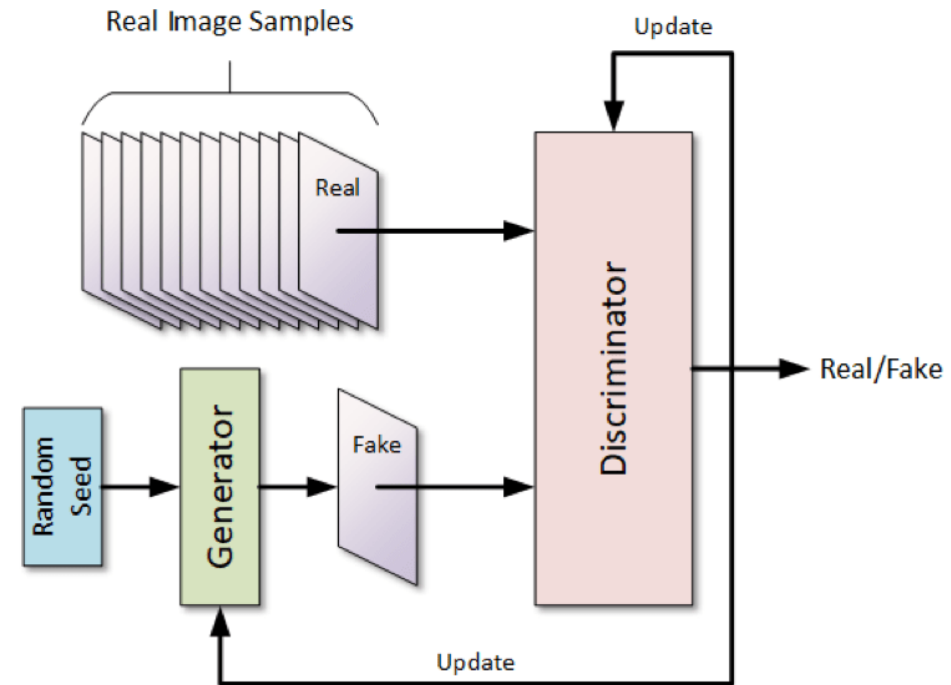 Real Image Samples
Update
Real
Discriminator
Real/Fake
Generator
Fake
Random
Seed
Update